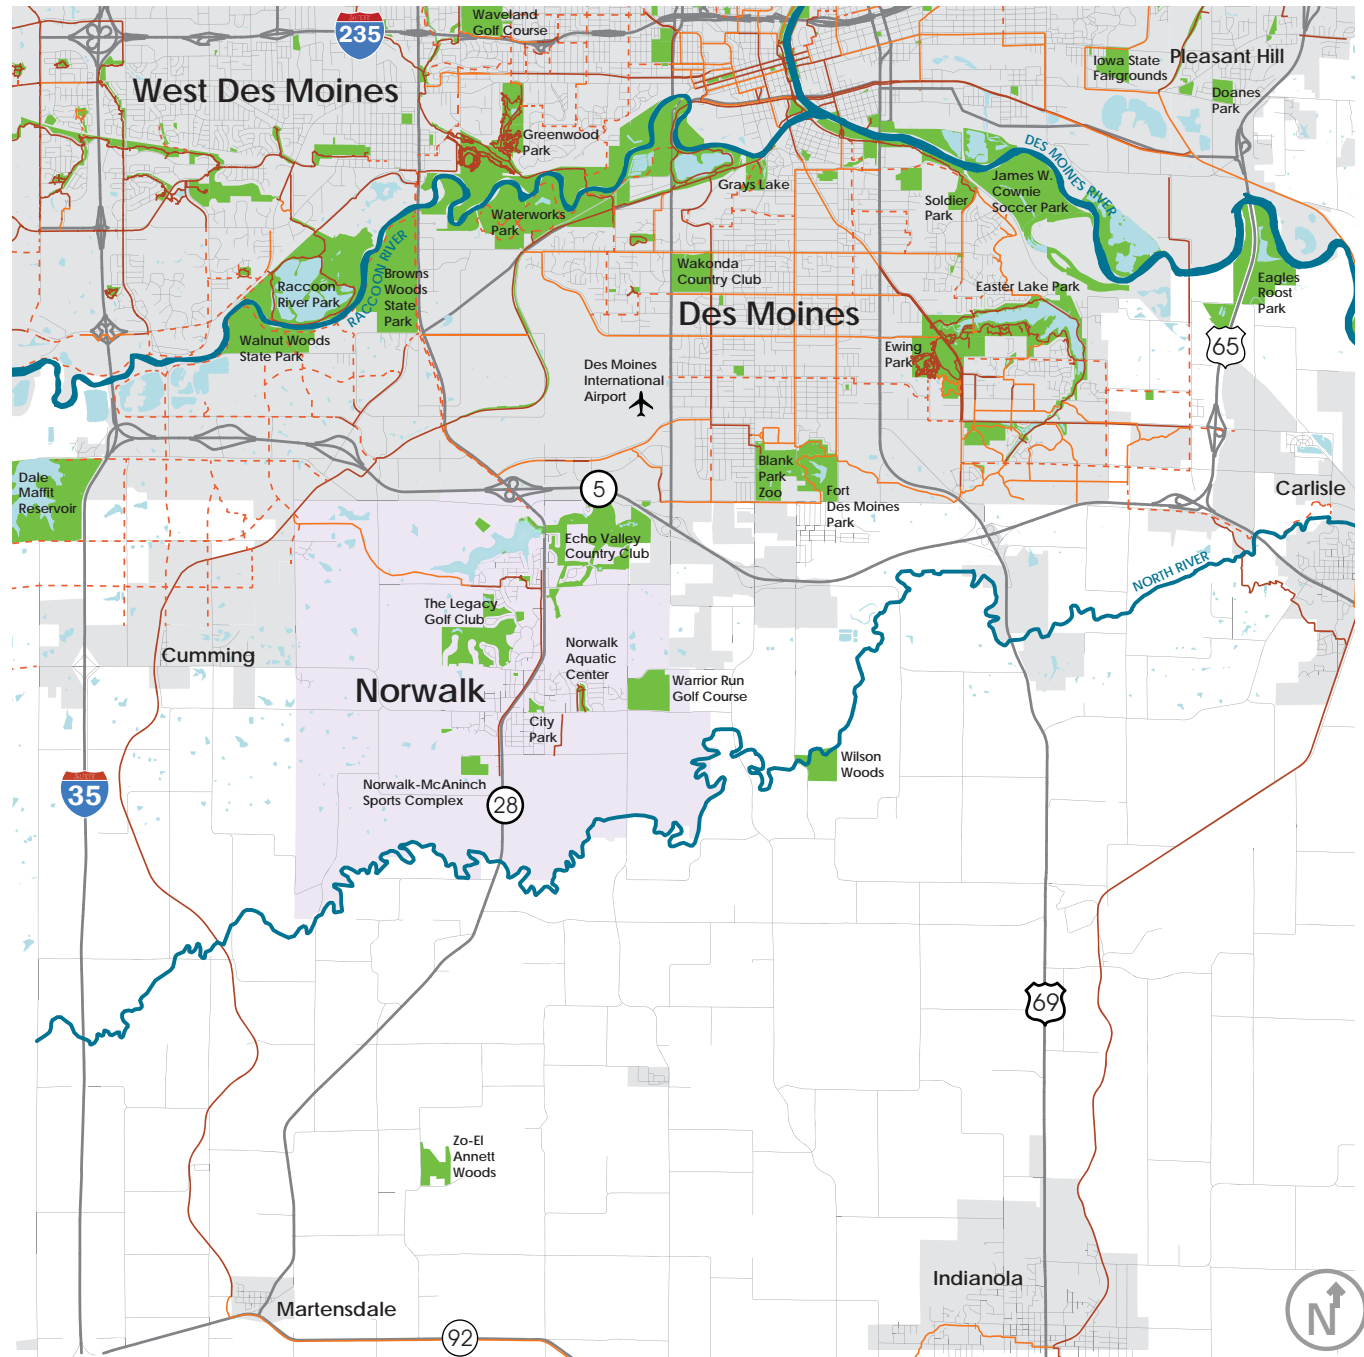 Waveland
Golf Course
235
Iowa State
Fairgrounds
Pleasant Hill
Doanes
Park
West Des Moines
Greenwood
Park
DES MOINES RIVER
Grays Lake
James W.
Cownie
Soccer Park
Soldier
Park
Waterworks
Park
RACCOON RIVER
Browns
Woods
State
Park
Raccoon
River Park
Wakonda
Country Club
Easter Lake Park
Eagles
Roost
Park
Des Moines
Walnut Woods
State Park
Ewing
Park
65
Des Moines
International
Airport
Dale
Maffit
Reservoir
Blank
Park
Zoo
5
Fort
Des Moines
Park
Carlisle
Echo Valley
Country Club
NORTH RIVER
The Legacy
Golf Club
Norwalk
Aquatic
Center
Cumming
Norwalk
Warrior Run
Golf Course
City
Park
Wilson
Woods
Norwalk-McAninch
Sports Complex
35
28
69
Zo-El
Annett
Woods
Indianola
Martensdale
92
N